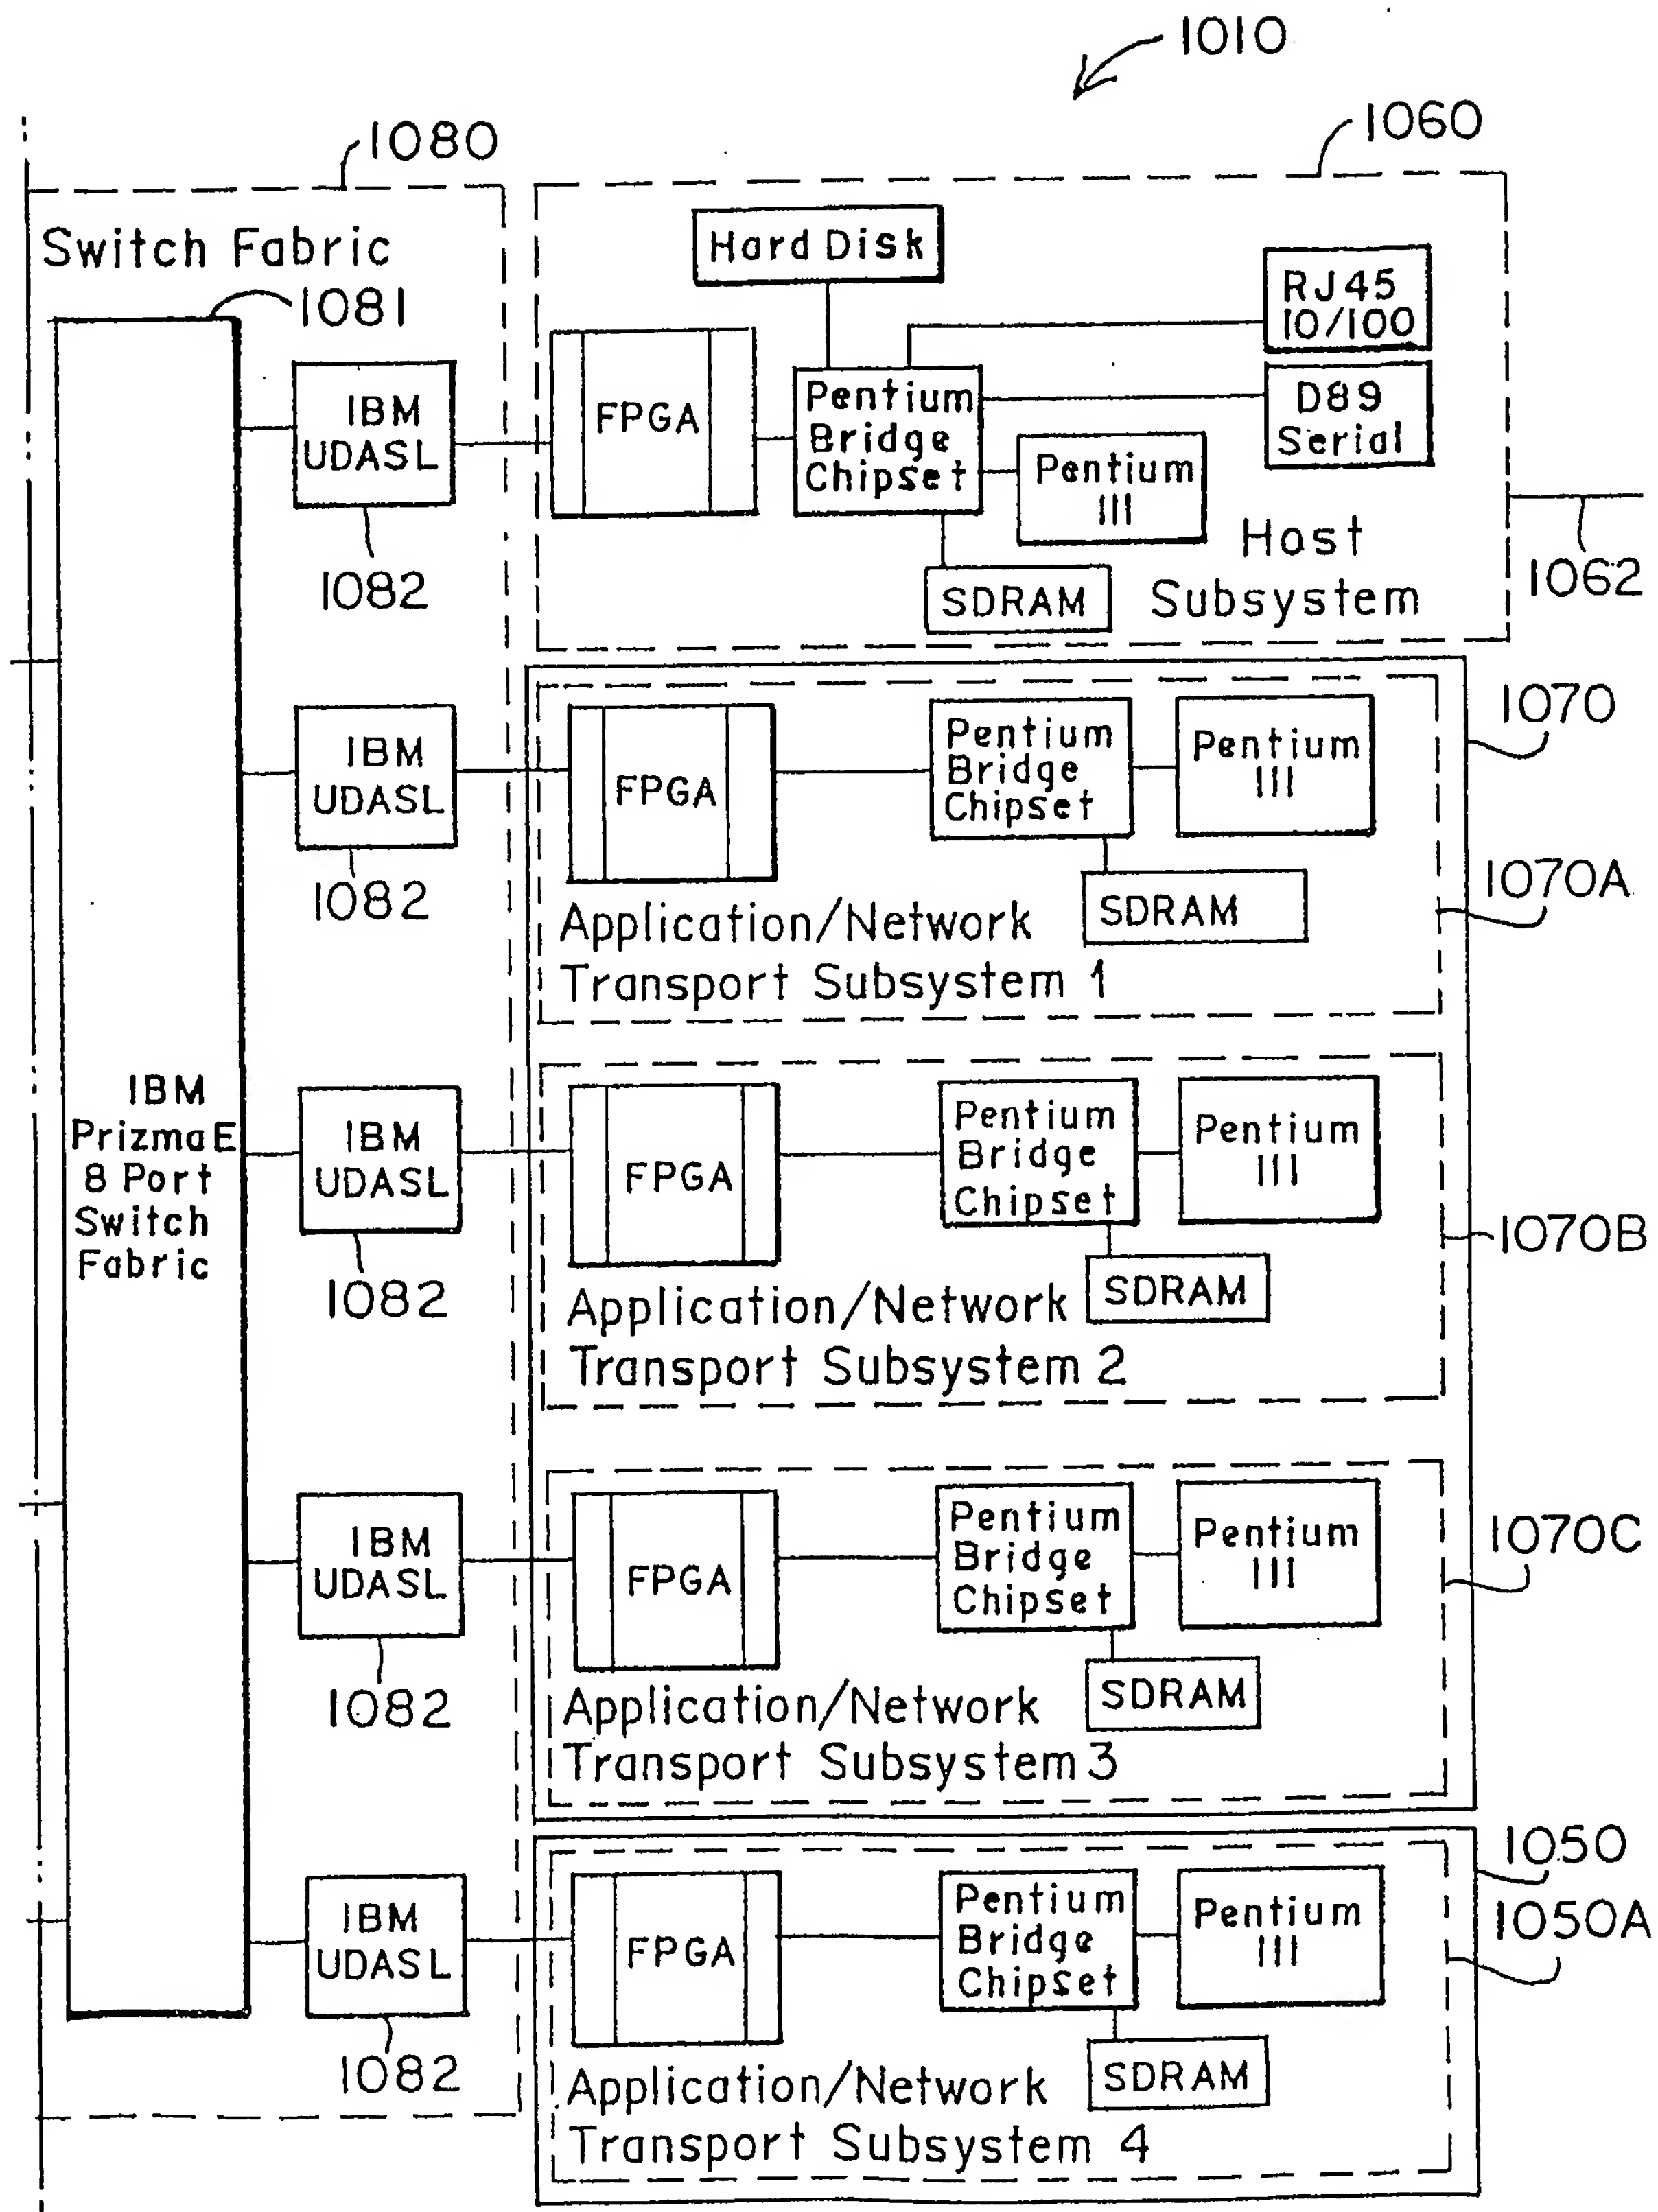 1010
1080
1060
Switch Fabric
1081
Hard Disk
RJ45
10/100
IBM
UDASL
FPGA
Pentium
Bridge
Chipset
D89
Serial
Pentium
III
1082
SDRAM
Host
Subsystem
1062
1070
IBM
UDASL
FPGA
Pentium
Bridge
Chipset
Pentium
III
1082
SDRAM
1070A
Application/Network
Transport Subsystem 1
IBM
PrizmaE
8 Port
Switch
Fabric
IBM
UDASL
FPGA
Pentium
Bridge
Chipset
Pentium
III
1070B
1082
SDRAM
Application/Network
Transport Subsystem 2
IBM
UDASL
FPGA
Pentium
Bridge
Chipset
Pentium
III
1070C
1082
SDRAM
Application/Network
Transport Subsystem 3
1050
1050A
IBM
UDASL
FPGA
Pentium
Bridge
Chipset
Pentium
III
1082
SDRAM
Application/Network
Transport Subsystem 4